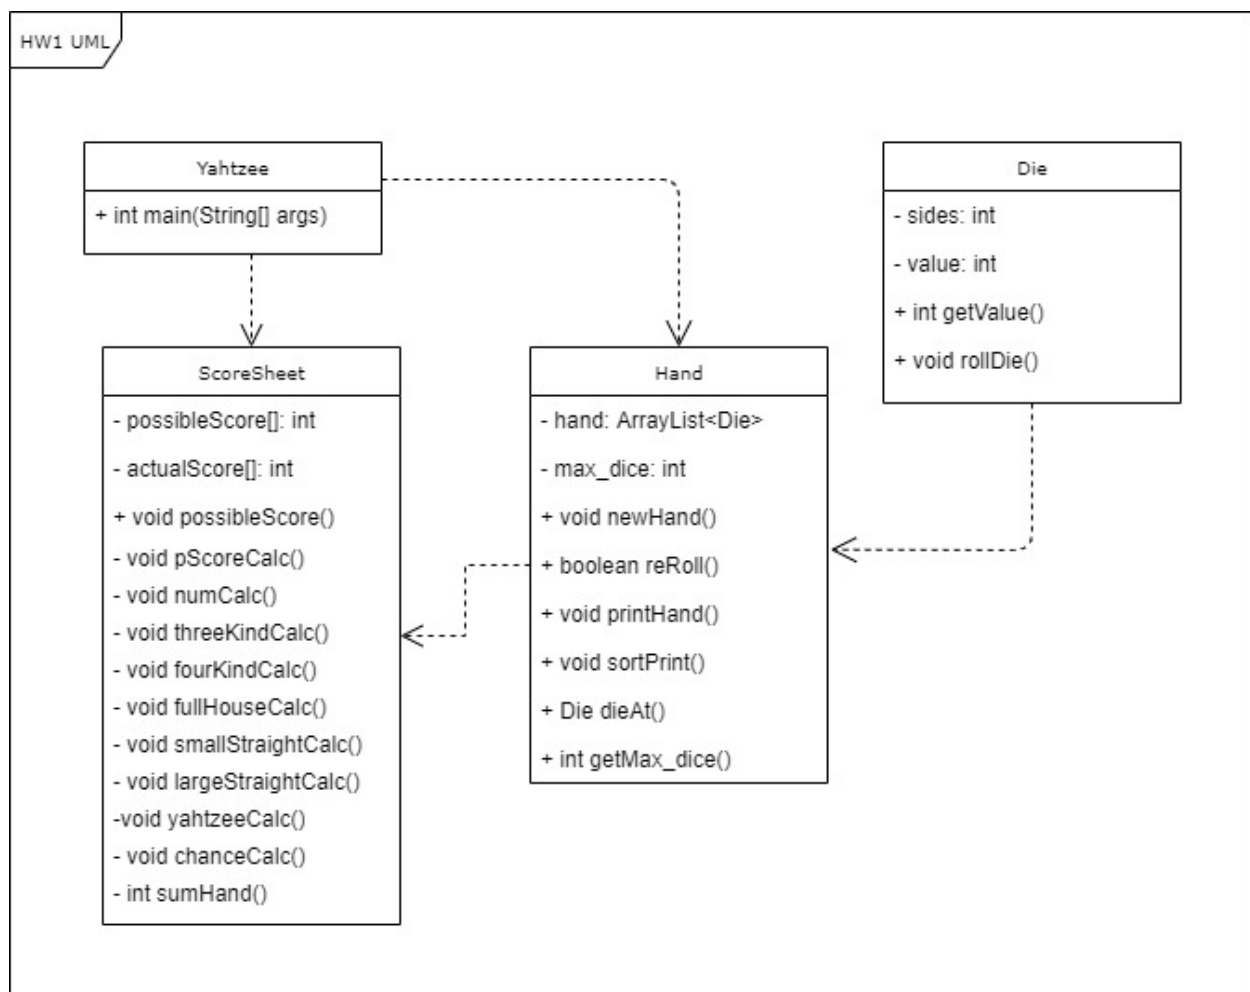 HW1 UML
Yahtzee
+ int main(String[] args)
Die
- sides: int
- value: int
+ int getValue()
+ void rollDie()
ScoreSheet
- possibleScore[]: int
- actualScore[]: int
+ void possibleScore()
- void pScoreCalc()
- void numCalc()
- void threeKindCalc()
- void fourKindCalc()
- void fullHouseCalc()
- void smallStraightCalc()
- void largeStraightCalc()
-void yahtzeeCalc()
- void chanceCalc()
- int sumHand()
Hand
- hand: ArrayList<Die>
- max_dice: int
+ void newHand()
+ boolean reRoll()
+ void printHand()
+ void sortPrint()
+ Die dieAt()
+ int getMax_dice()